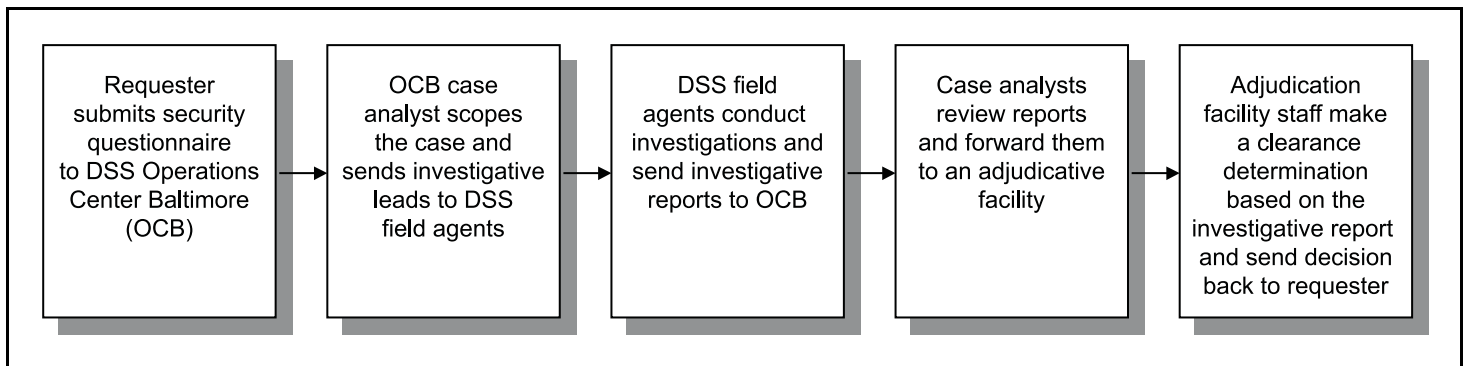 Requester
submits security
questionnaire
to DSS Operations
Center Baltimore
(OCB)
OCB case
analyst scopes
the case and
sends investigative
leads to DSS
field agents
DSS field
agents conduct
investigations and
send investigative
reports to OCB
Case analysts
review reports
and forward them
to an adjudicative
facility
Adjudication
facility staff make
a clearance
determination
based on the
investigative report
and send decision
back to requester